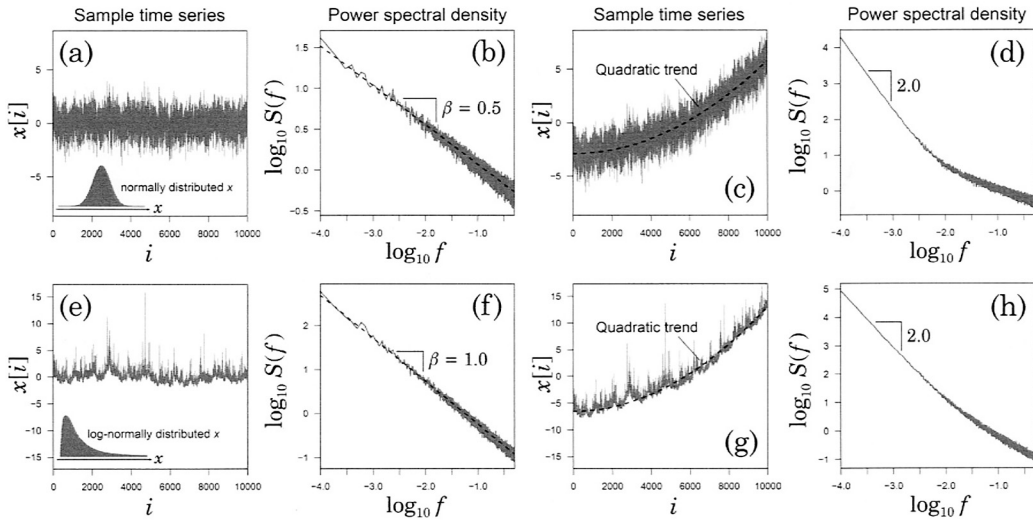 Sample time series
Power spectral density
Sample time series
Power spectral density
(a)
x[i]
5
0
−5
normally distributed x
x
0 2000 4000 6000 8000 10000
i
(b)
log₁₀ S(f)
1.5
1.0
0.5
0.0
−0.5
β = 0.5
−4.0 −3.0 −2.0 −1.0
log₁₀ f
(c)
x[i]
5
0
−5
Quadratic trend
0 2000 4000 6000 8000 10000
i
(d)
log₁₀ S(f)
4
3
2
1
0
2.0
−4.0 −3.0 −2.0 −1.0
log₁₀ f
(e)
x[i]
15
10
5
0
−5
−10
−15
log-normally distributed x
x
0 2000 4000 6000 8000 10000
i
(f)
log₁₀ S(f)
2
1
0
−1
β = 1.0
−4.0 −3.0 −2.0 −1.0
log₁₀ f
(g)
x[i]
15
10
5
0
−5
−10
−15
Quadratic trend
0 2000 4000 6000 8000 10000
i
(h)
log₁₀ S(f)
5
4
3
2
1
0
−1
2.0
−4.0 −3.0 −2.0 −1.0
log₁₀ f